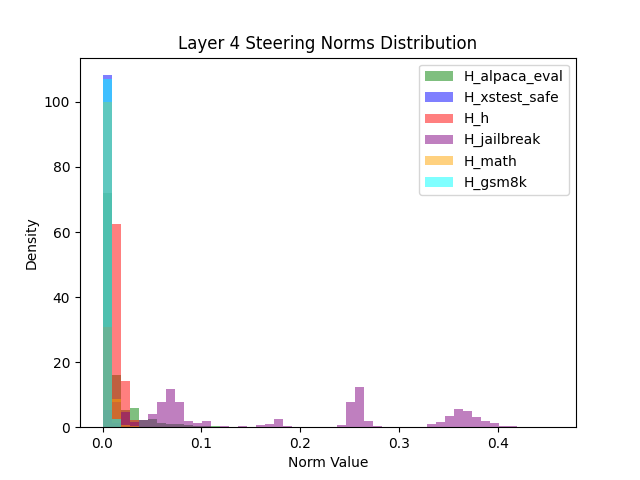 Layer 4 Steering Norms Distribution
H_alpaca_eval
H_xstest_safe
H_h
H_jailbreak
H_math
H_gsm8k
Density
100
80
60
40
20
0
0.0
0.1
0.2
0.3
0.4
Norm Value